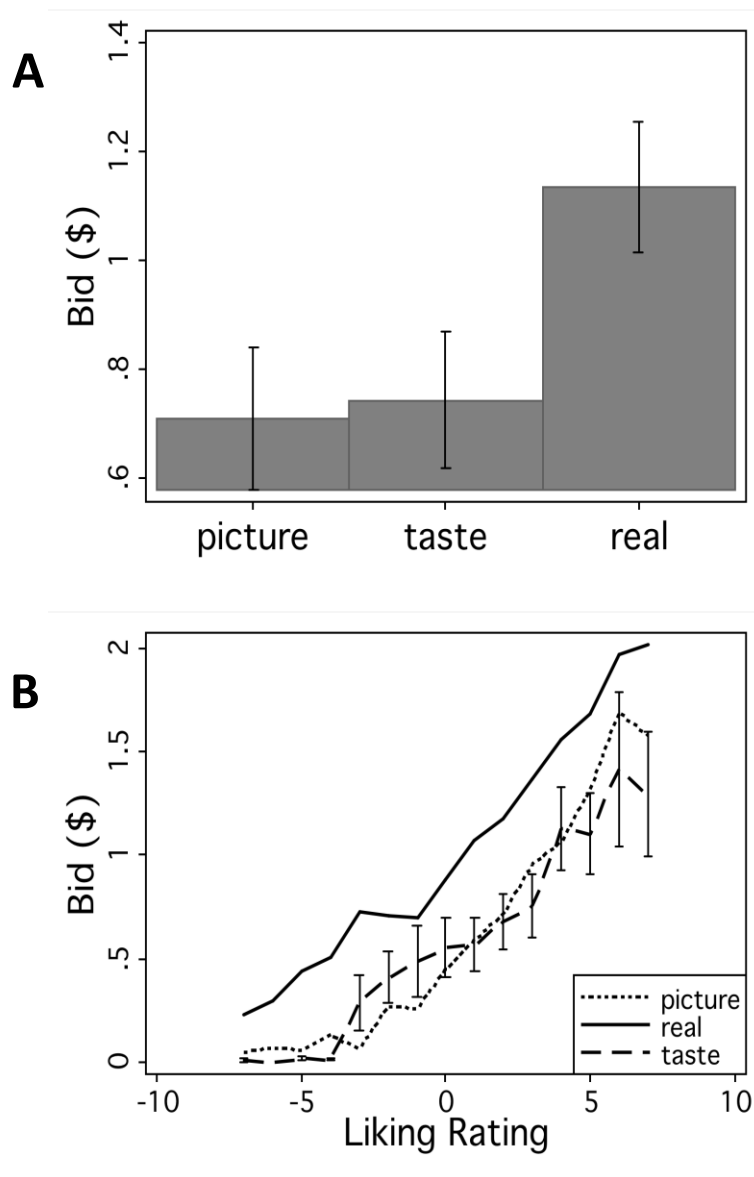 A
Bid ($)
1.4
1.2
1
.8
.6
picture taste real
B
Bid ($)
2
1.5
1
.5
0
picture
real
taste
-10 -5 0 5 10
Liking Rating